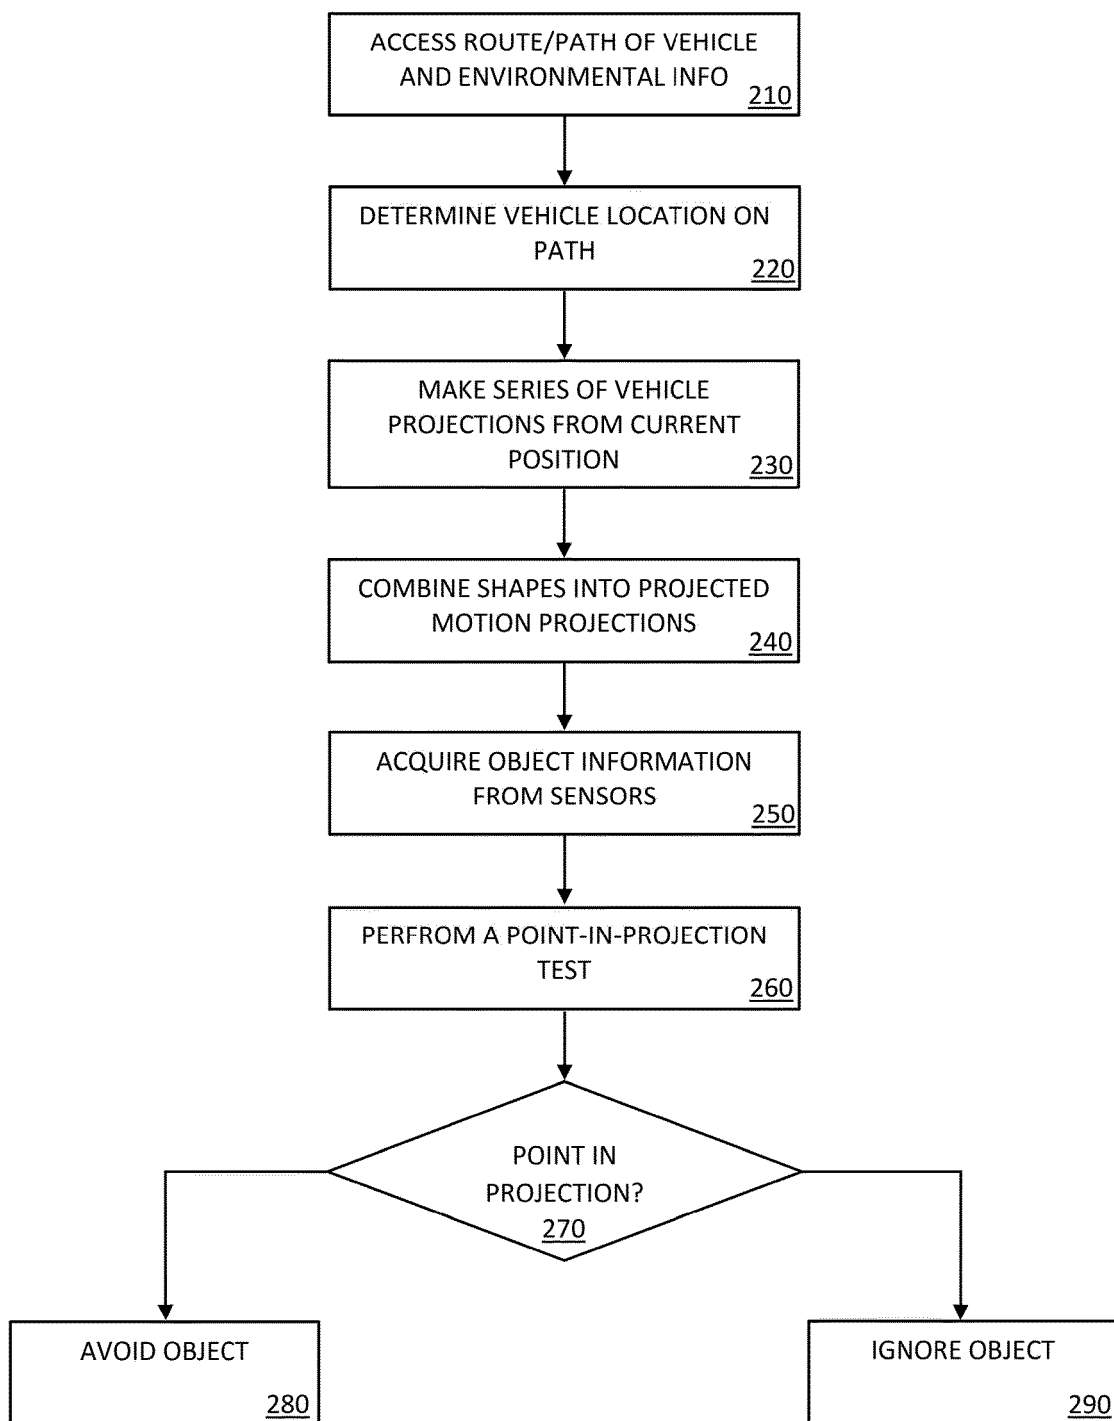 ACCESS ROUTE/PATH OF VEHICLE
AND ENVIRONMENTAL INFO
210
DETERMINE VEHICLE LOCATION ON
PATH
220
MAKE SERIES OF VEHICLE
PROJECTIONS FROM CURRENT
POSITION
230
COMBINE SHAPES INTO PROJECTED
MOTION PROJECTIONS
240
ACQUIRE OBJECT INFORMATION
FROM SENSORS
250
PERFROM A POINT-IN-PROJECTION
TEST
260
POINT IN
PROJECTION?
270
AVOID OBJECT
280
IGNORE OBJECT
290